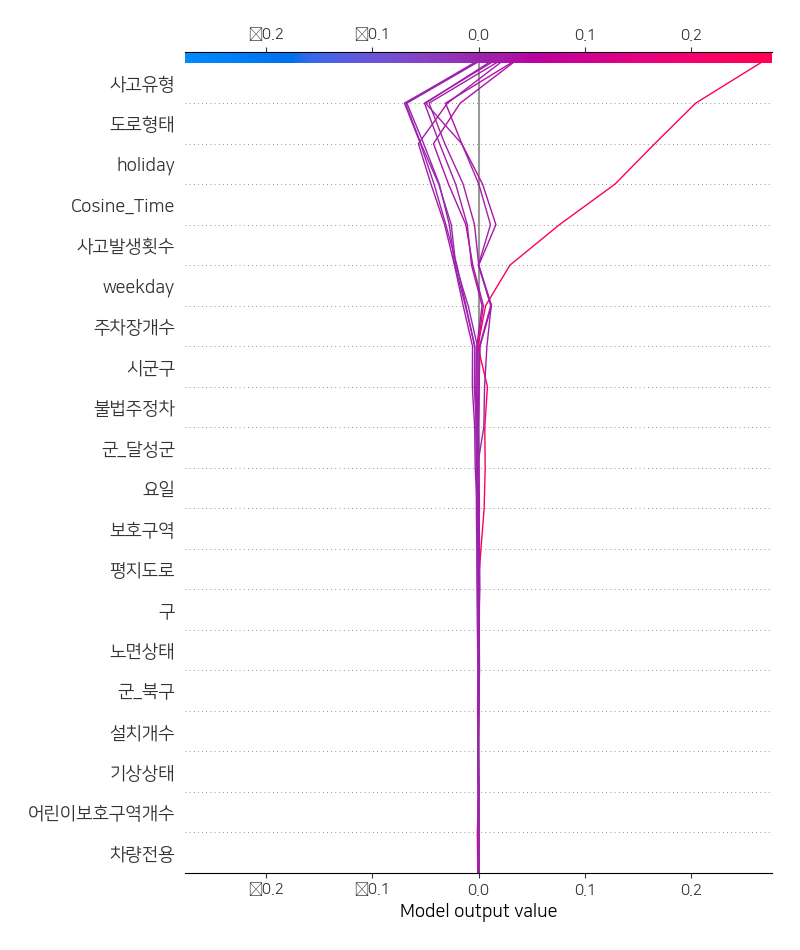 ☒0.2 ☒0.1 0.0 0.1 0.2
사고유형
도로형태
holiday
Cosine_Time
사고발생횟수
weekday
주차장개수
시군구
불법주정차
군_달성군
요일
보호구역
평지도로
구
노면상태
군_북구
설치개수
기상상태
어린이보호구역개수
차량전용
☒0.2 ☒0.1 0.0 0.1 0.2
Model output value